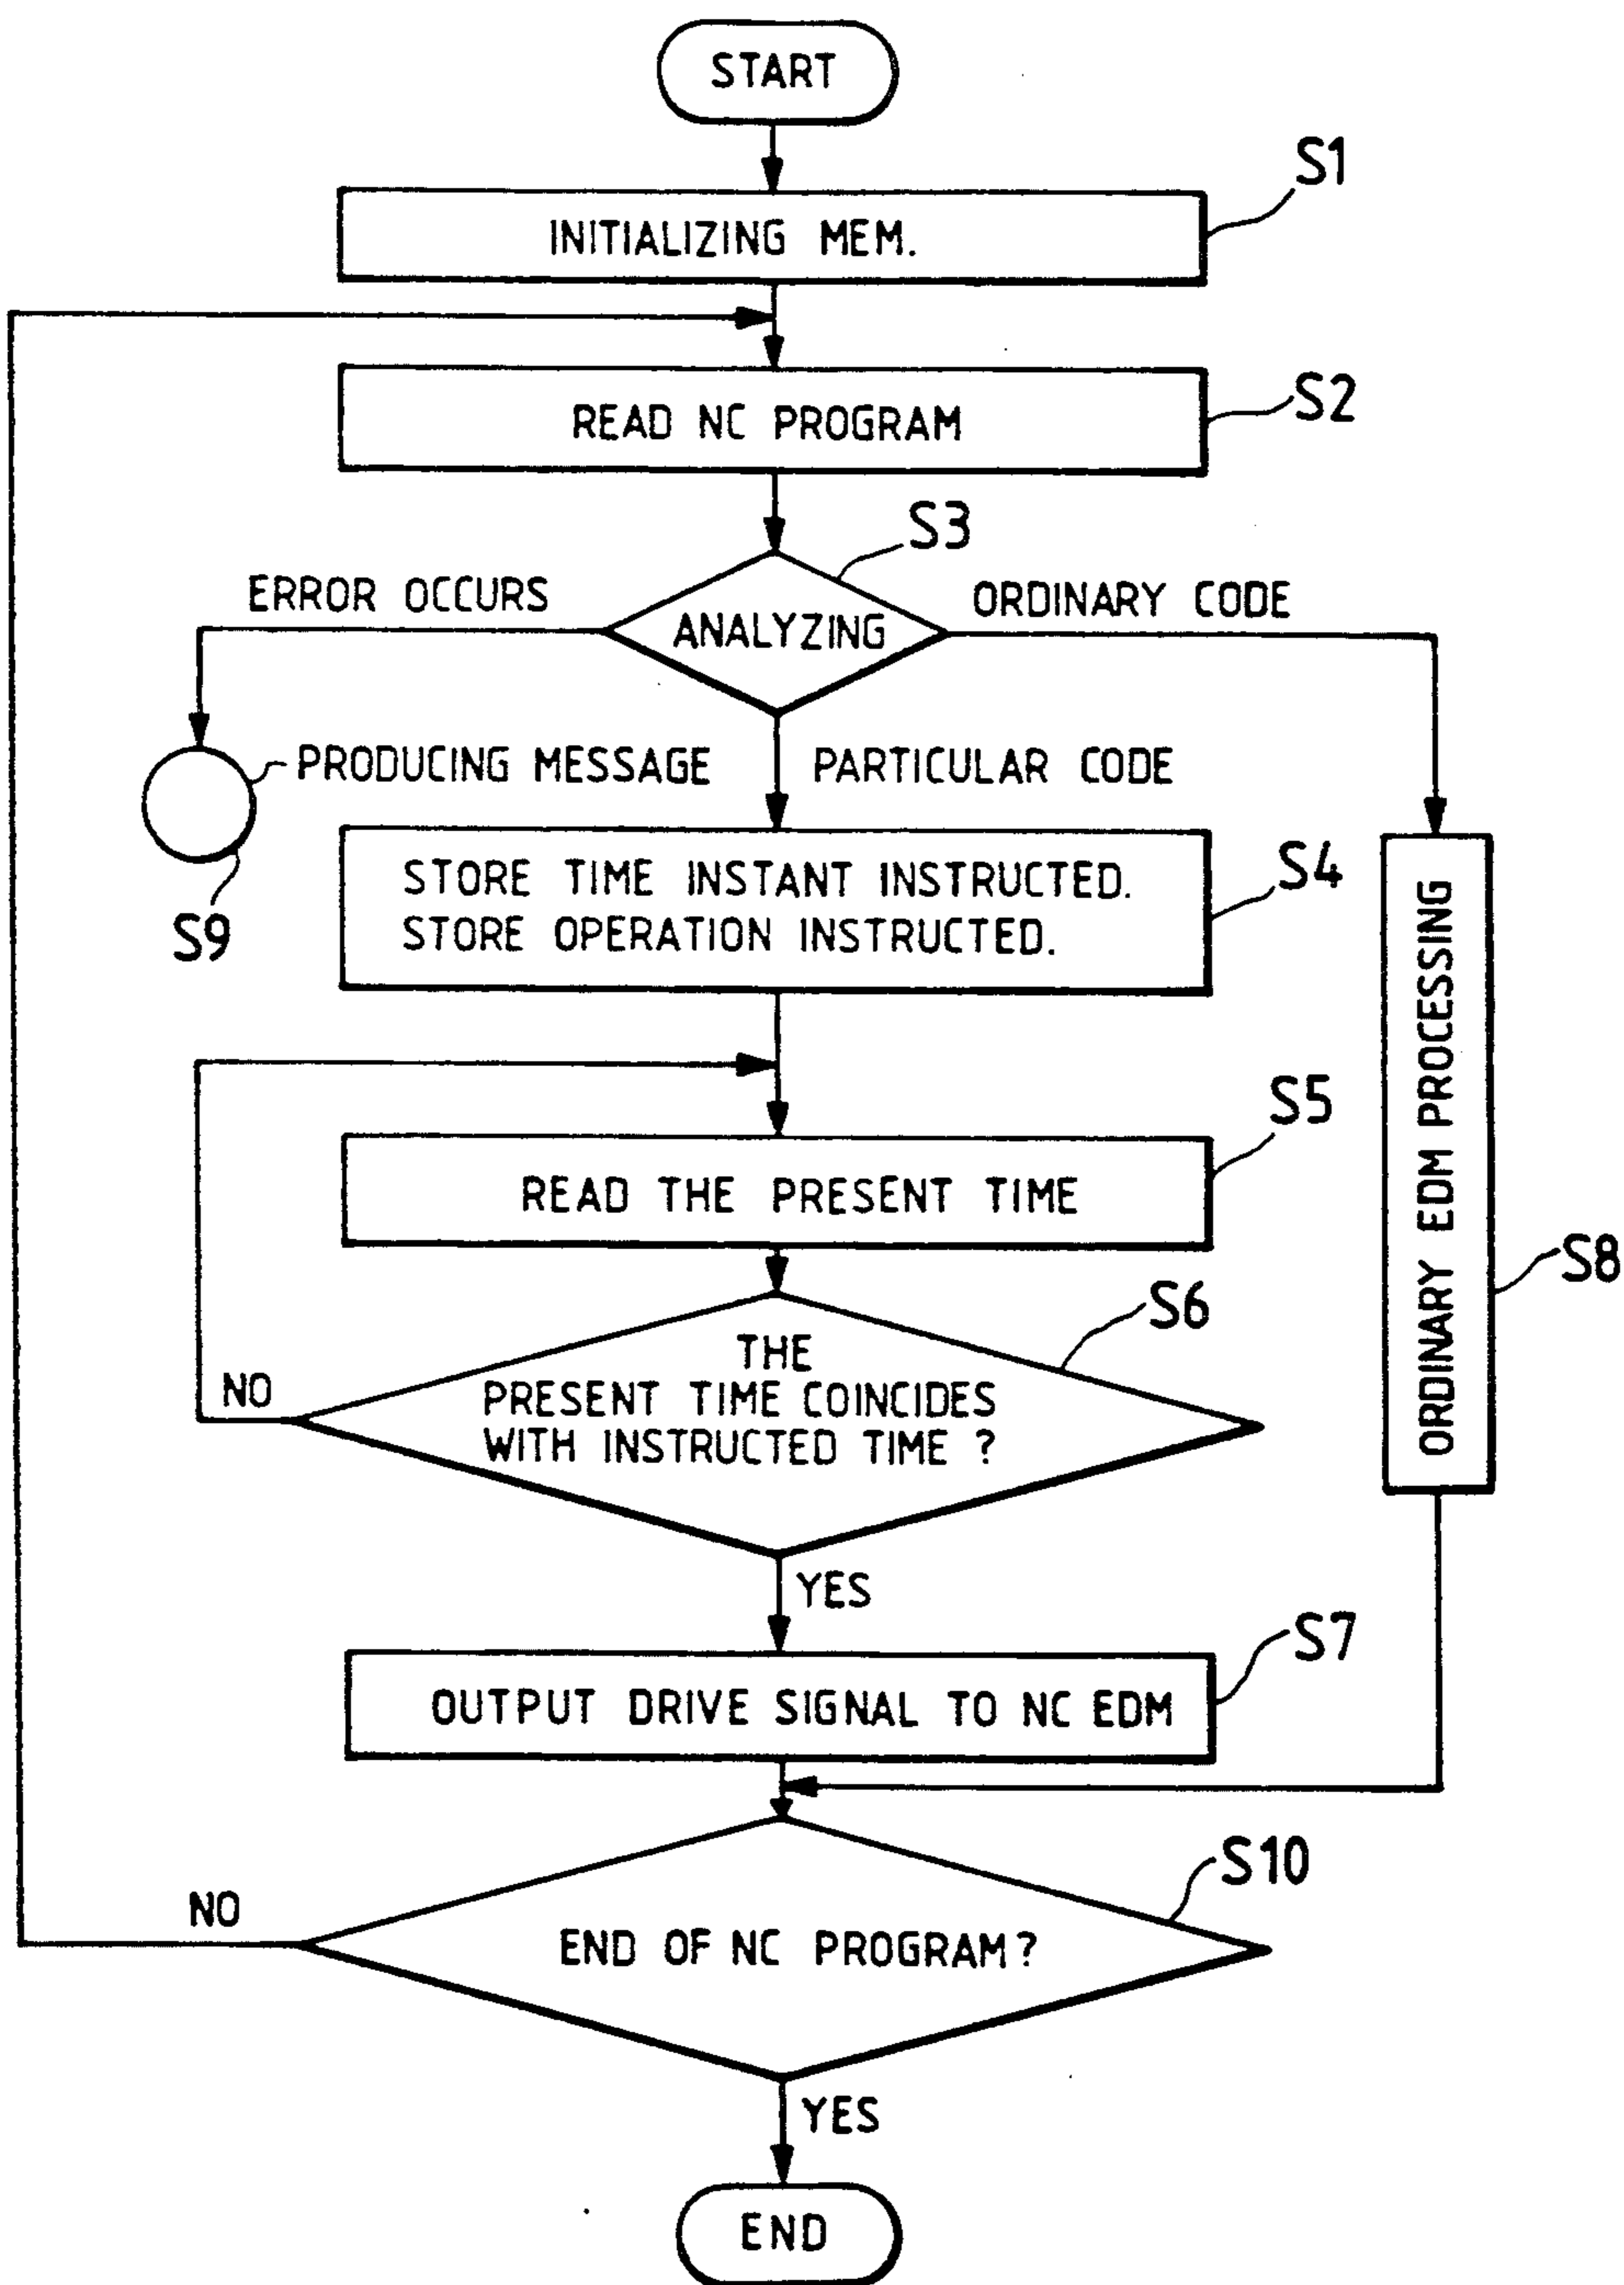 START
S1
INITIALIZING MEM.
S2
READ NC PROGRAM
S3
ERROR OCCURS
ORDINARY CODE
ANALYZING
PRODUCING MESSAGE
PARTICULAR CODE
S9
STORE TIME INSTANT INSTRUCTED.
STORE OPERATION INSTRUCTED.
S4
ORDINARY EDM PROCESSING
S8
S5
READ THE PRESENT TIME
S6
THE
PRESENT TIME COINCIDES
WITH INSTRUCTED TIME ?
NO
YES
S7
OUTPUT DRIVE SIGNAL TO NC EDM
S10
NO
END OF NC PROGRAM ?
YES
END